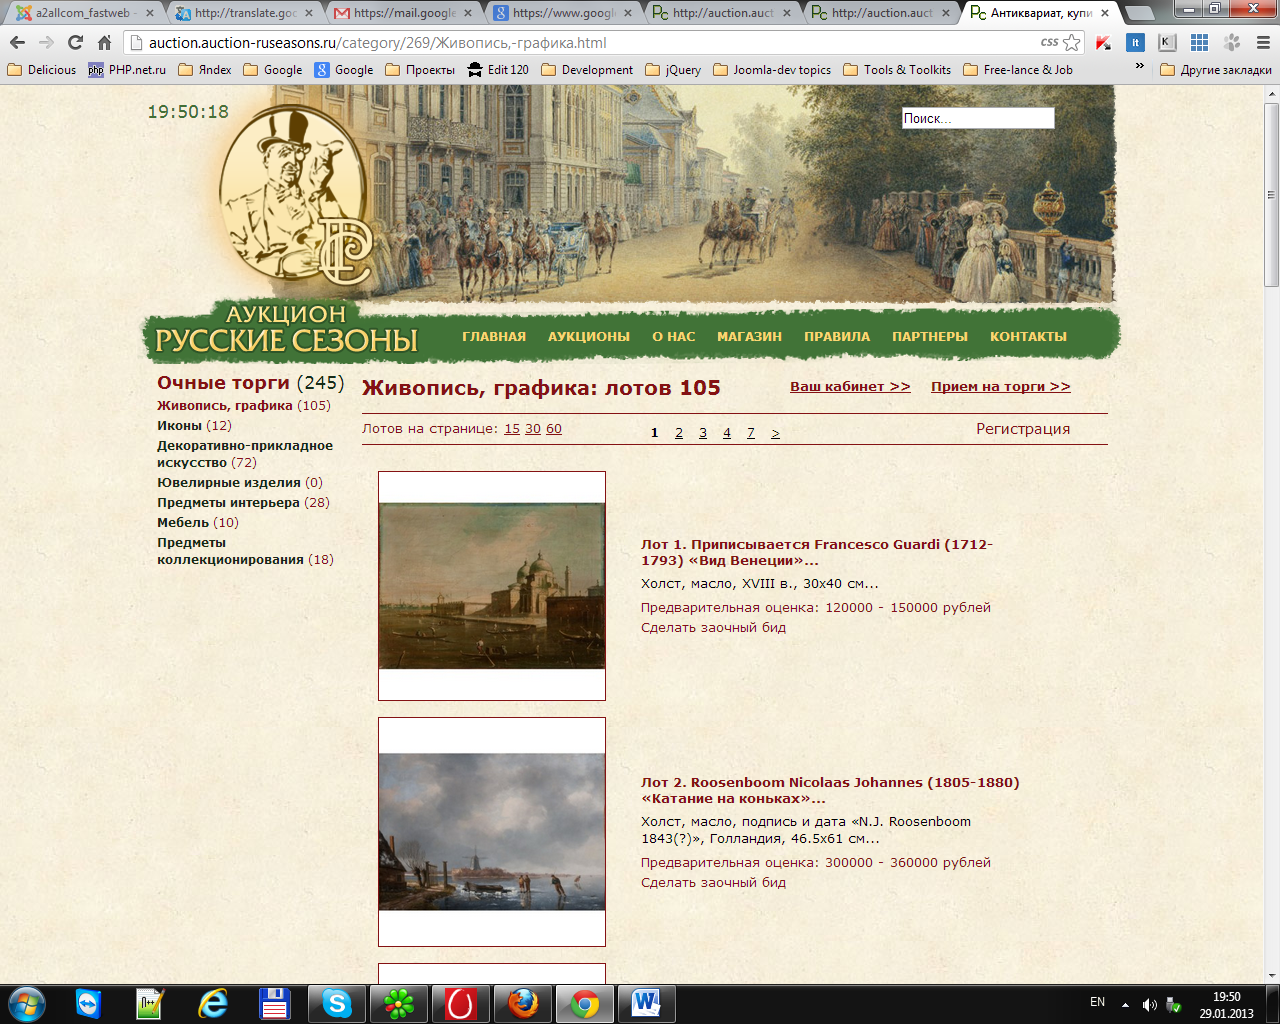 a2allcom_fastweb -
http://translate.goo
https://mail.google
https://www.googl
http://auction.auct
http://auction.auct
Антиквариат, купи
auction.auction-ruseasons.ru/category/269/Живопись,-графика.html
css
Delicious
PHP.net.ru
Яndex
Google
Google
Проекты
Edit 120
Development
jQuery
Joomla-dev topics
Tools & Toolkits
Free-lance & Job
»
Другие закладки
19:50:18
Поиск...
АУКЦИОН
РУССКИЕ СЕЗОНЫ
ГЛАВНАЯ АУКЦИОНЫ О НАС МАГАЗИН ПРАВИЛА ПАРТНЕРЫ КОНТАКТЫ
Очные торги (245)
Живопись, графика (105)
Иконы (12)
Декоративно-прикладное
искусство (72)
Ювелирные изделия (0)
Предметы интерьера (28)
Мебель (10)
Предметы
коллекционирования (18)
Живопись, графика: лотов 105
Ваш кабинет >> Прием на торги >>
Лотов на странице: 15 30 60
1 2 3 4 7 >
Регистрация
Лот 1. Приписывается Francesco Guardi (1712-
1793) «Вид Венеции»...
Холст, масло, XVIII в., 30х40 см...
Предварительная оценка: 120000 - 150000 рублей
Сделать заочный бид
Лот 2. Roosenboom Nicolaas Johannes (1805-1880)
«Катание на коньках»...
Холст, масло, подпись и дата «N.J. Roosenboom
1843(?)», Голландия, 46.5х61 см...
Предварительная оценка: 300000 - 360000 рублей
Сделать заочный бид
EN
19:50
29.01.2013